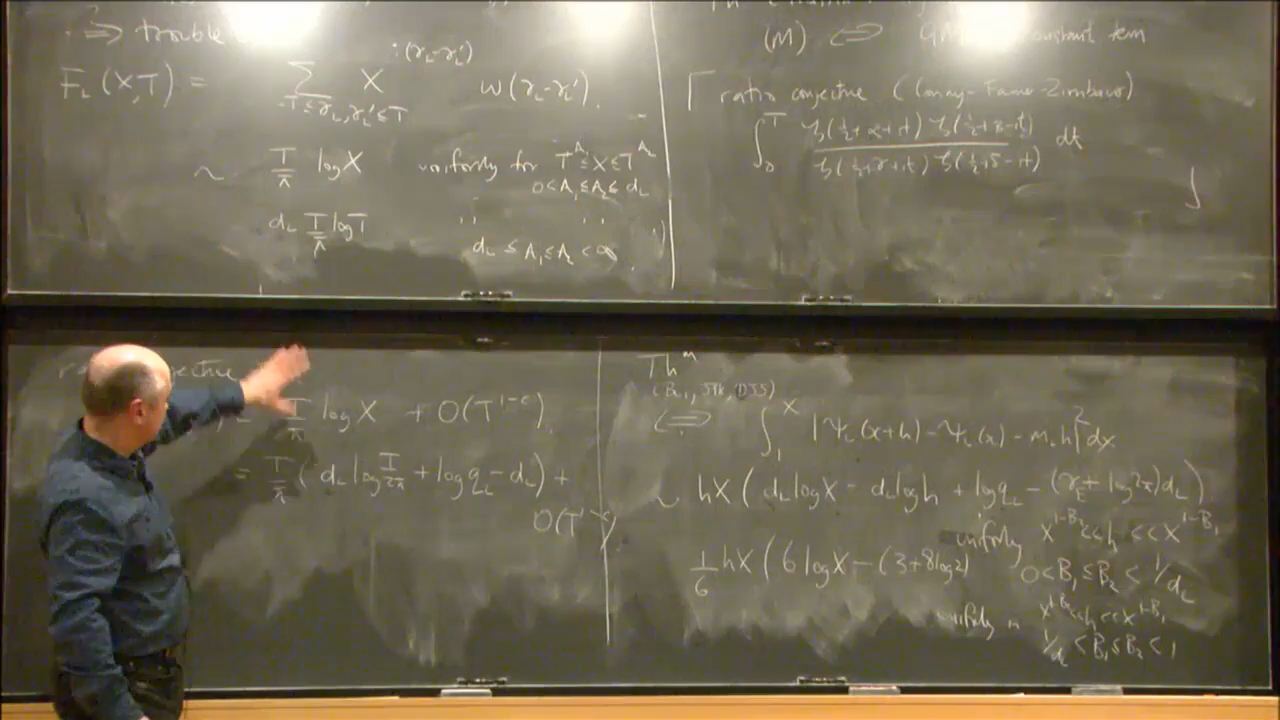 ⇒ trouble
F_L(X,T) = Σ_{-T≤γ_L,γ_L'≤T} X^{i(γ_L-γ_L')} w(γ_L-γ_L').
~ T/π log X uniformly for T^{A_1} ≤ X ≤ T^{A_2}
0<A_1≤A_2≤d_L
d_L T/π log T " "
d_L ≤ A_1 ≤ A_2 < ∞ .)
(M) ⇔ constant term
ratio conjecture (Conray-Farmer-Zirnbauer)
∫_0^T ζ(½+α+it) ζ(½+β-it) / ζ(½+γ+it) ζ(½+δ-it) dt
T/π log X + O(T^{1-c}).
= T/π (d_L log T/2π + log q_L - d_L) +
O(T^{1-c}).
Th^m
⇔ ∫_1^X |ψ_L(x+h) - ψ_L(x) - m_L h|^2 dx
~ hX (d_L log X - d_L log h + log q_L - (γ_E + log 2π) d_L)
uniformly X^{1-B_2} << h << X^{1-B_1}
0<B_1≤B_2<1/d_L
1/6 hX (6 log X - (3+8 log 2)
uniformly in X^{1-B_2} << h << X^{1-B_1}
1/d_L < B_1 ≤ B_2 < 1